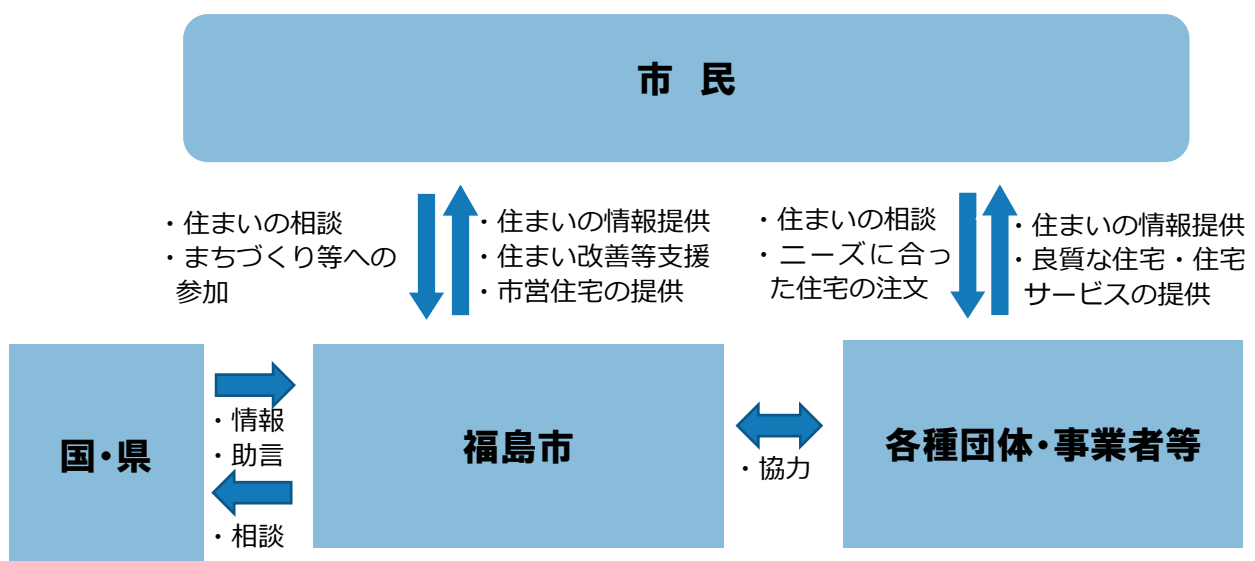 市 民
・住まいの相談
・まちづくり等への
参加
・住まいの情報提供
・住まい改善等支援
・市営住宅の提供
・住まいの相談
・ニーズに合っ
た住宅の注文
・住まいの情報提供
・良質な住宅・住宅
サービスの提供
国・県
・情報
・助言
・相談
福島市
・協力
各種団体・事業者等